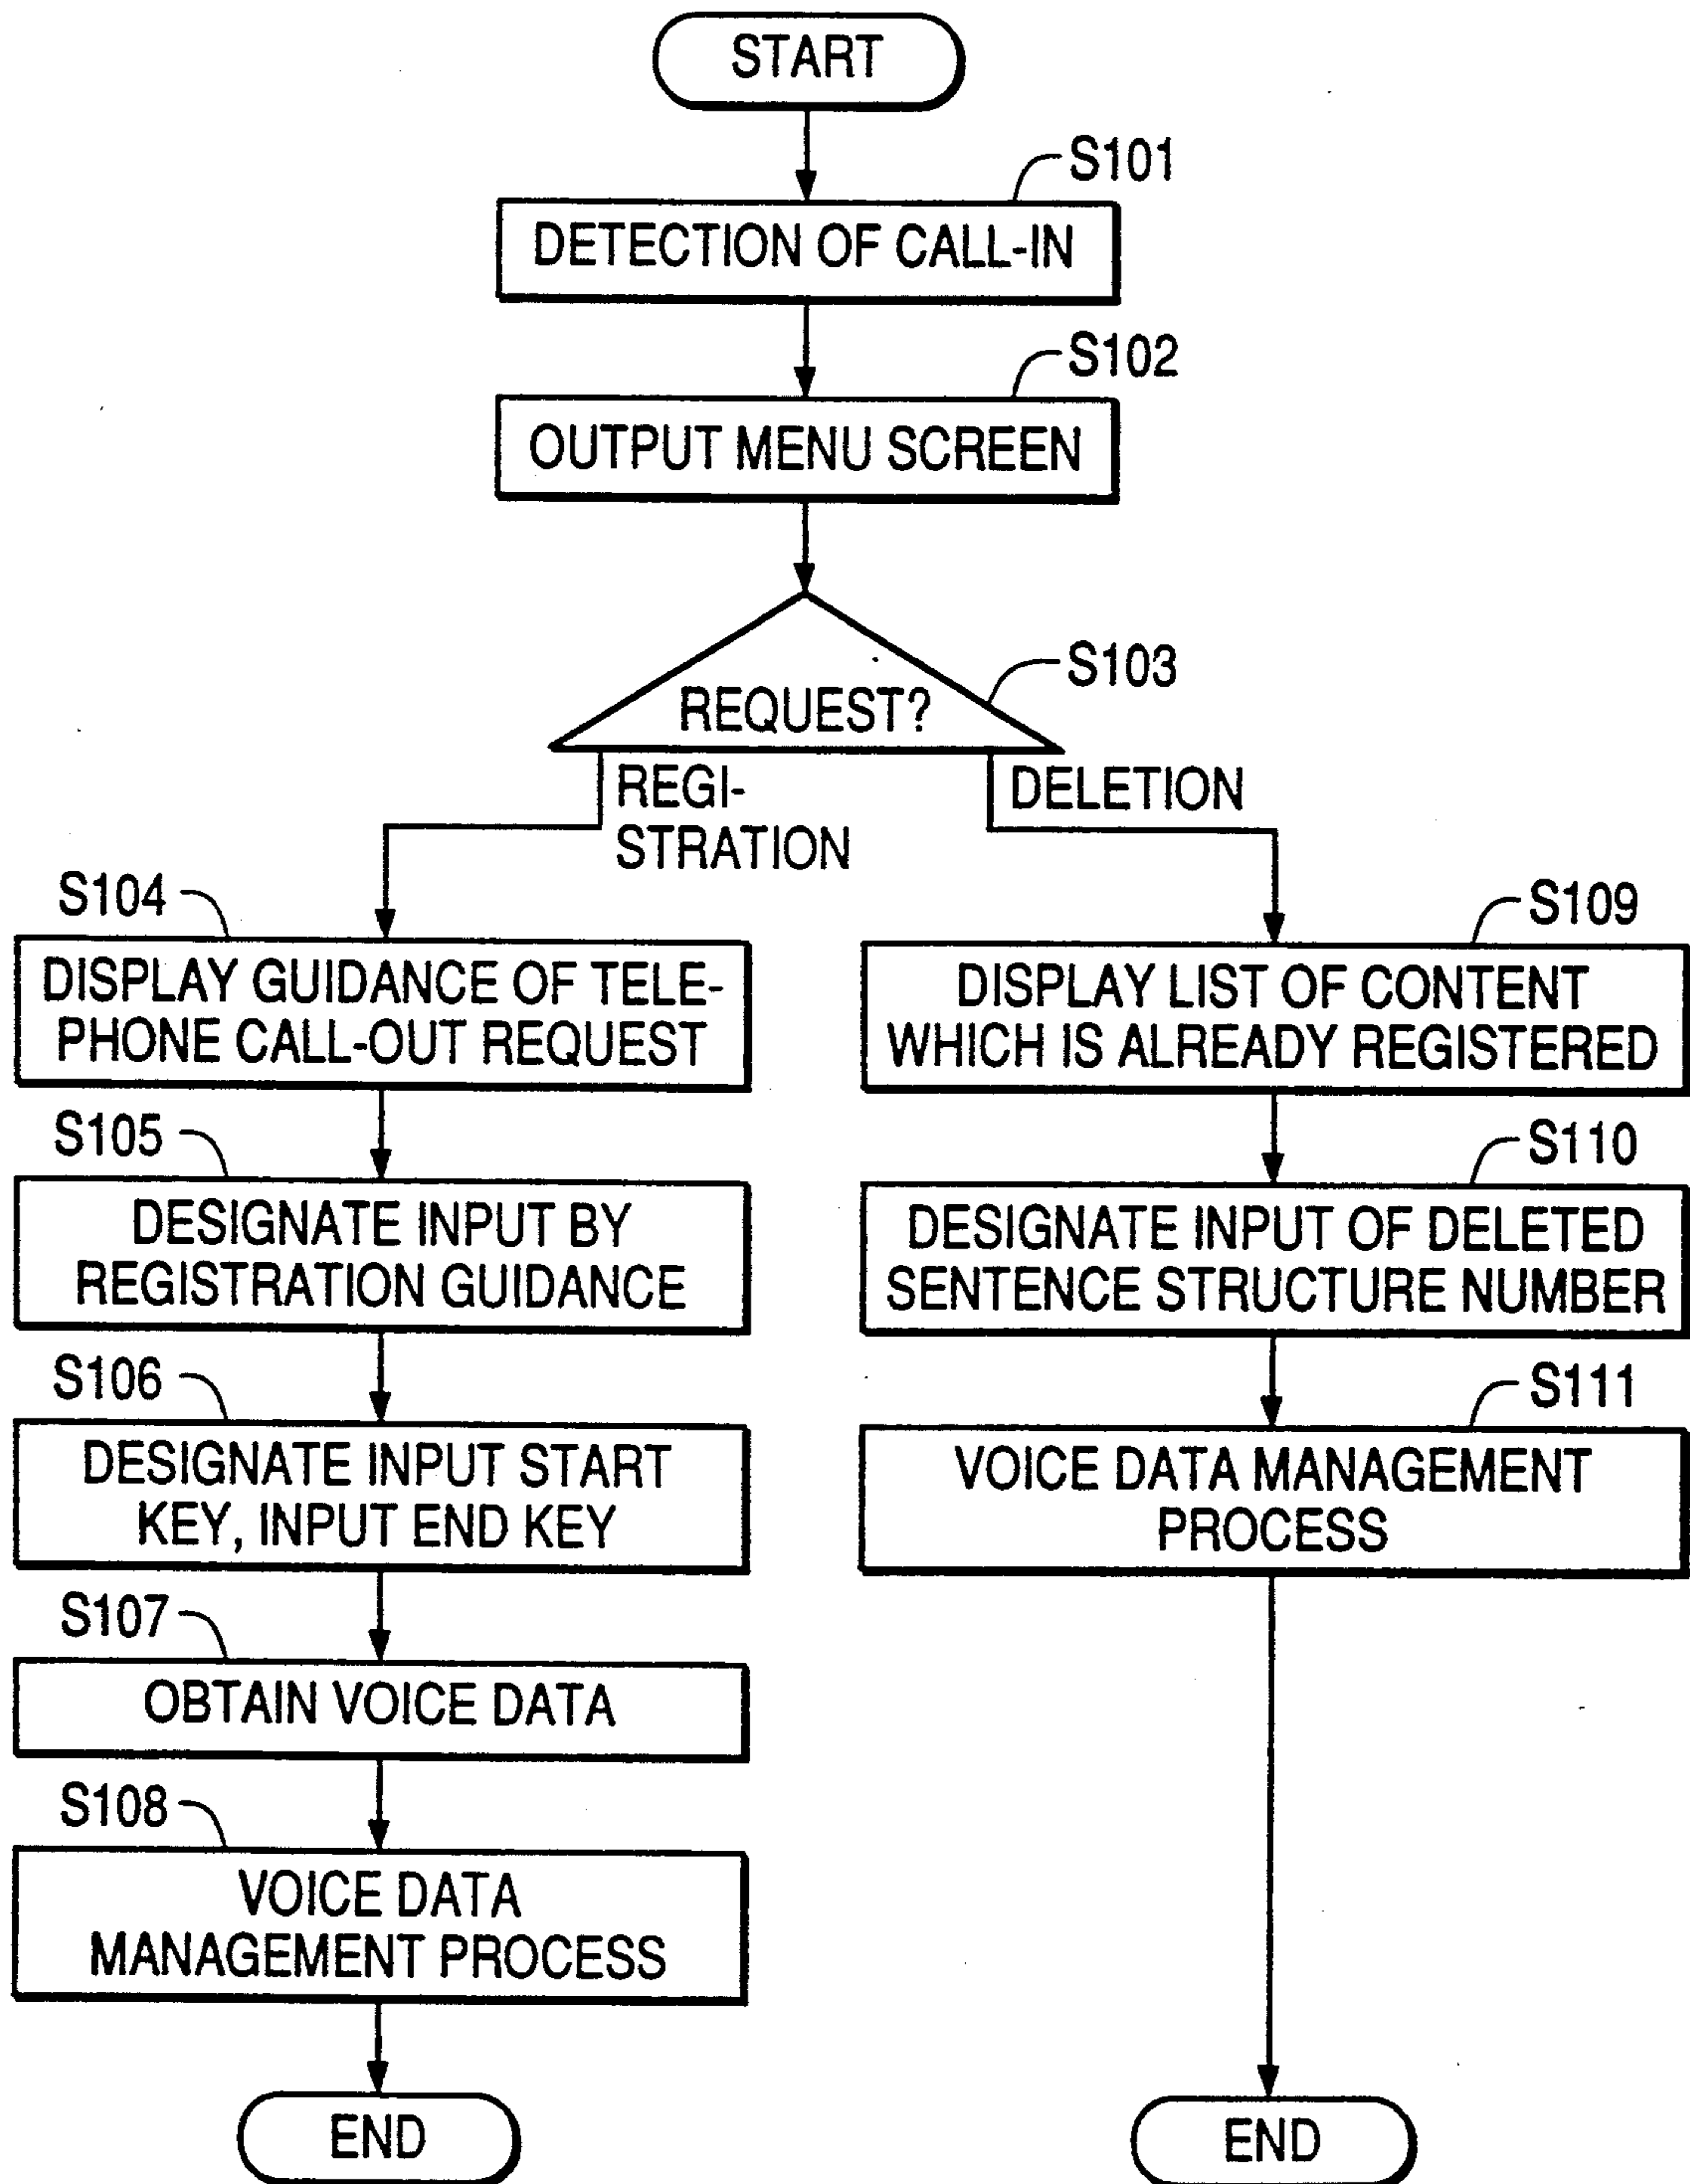 START
S101
DETECTION OF CALL-IN
S102
OUTPUT MENU SCREEN
S103
REQUEST?
REGI-
STRATION
DELETION
S104
DISPLAY GUIDANCE OF TELE-
PHONE CALL-OUT REQUEST
S105
DESIGNATE INPUT BY
REGISTRATION GUIDANCE
S106
DESIGNATE INPUT START
KEY, INPUT END KEY
S107
OBTAIN VOICE DATA
S108
VOICE DATA
MANAGEMENT PROCESS
END
S109
DISPLAY LIST OF CONTENT
WHICH IS ALREADY REGISTERED
S110
DESIGNATE INPUT OF DELETED
SENTENCE STRUCTURE NUMBER
S111
VOICE DATA MANAGEMENT
PROCESS
END